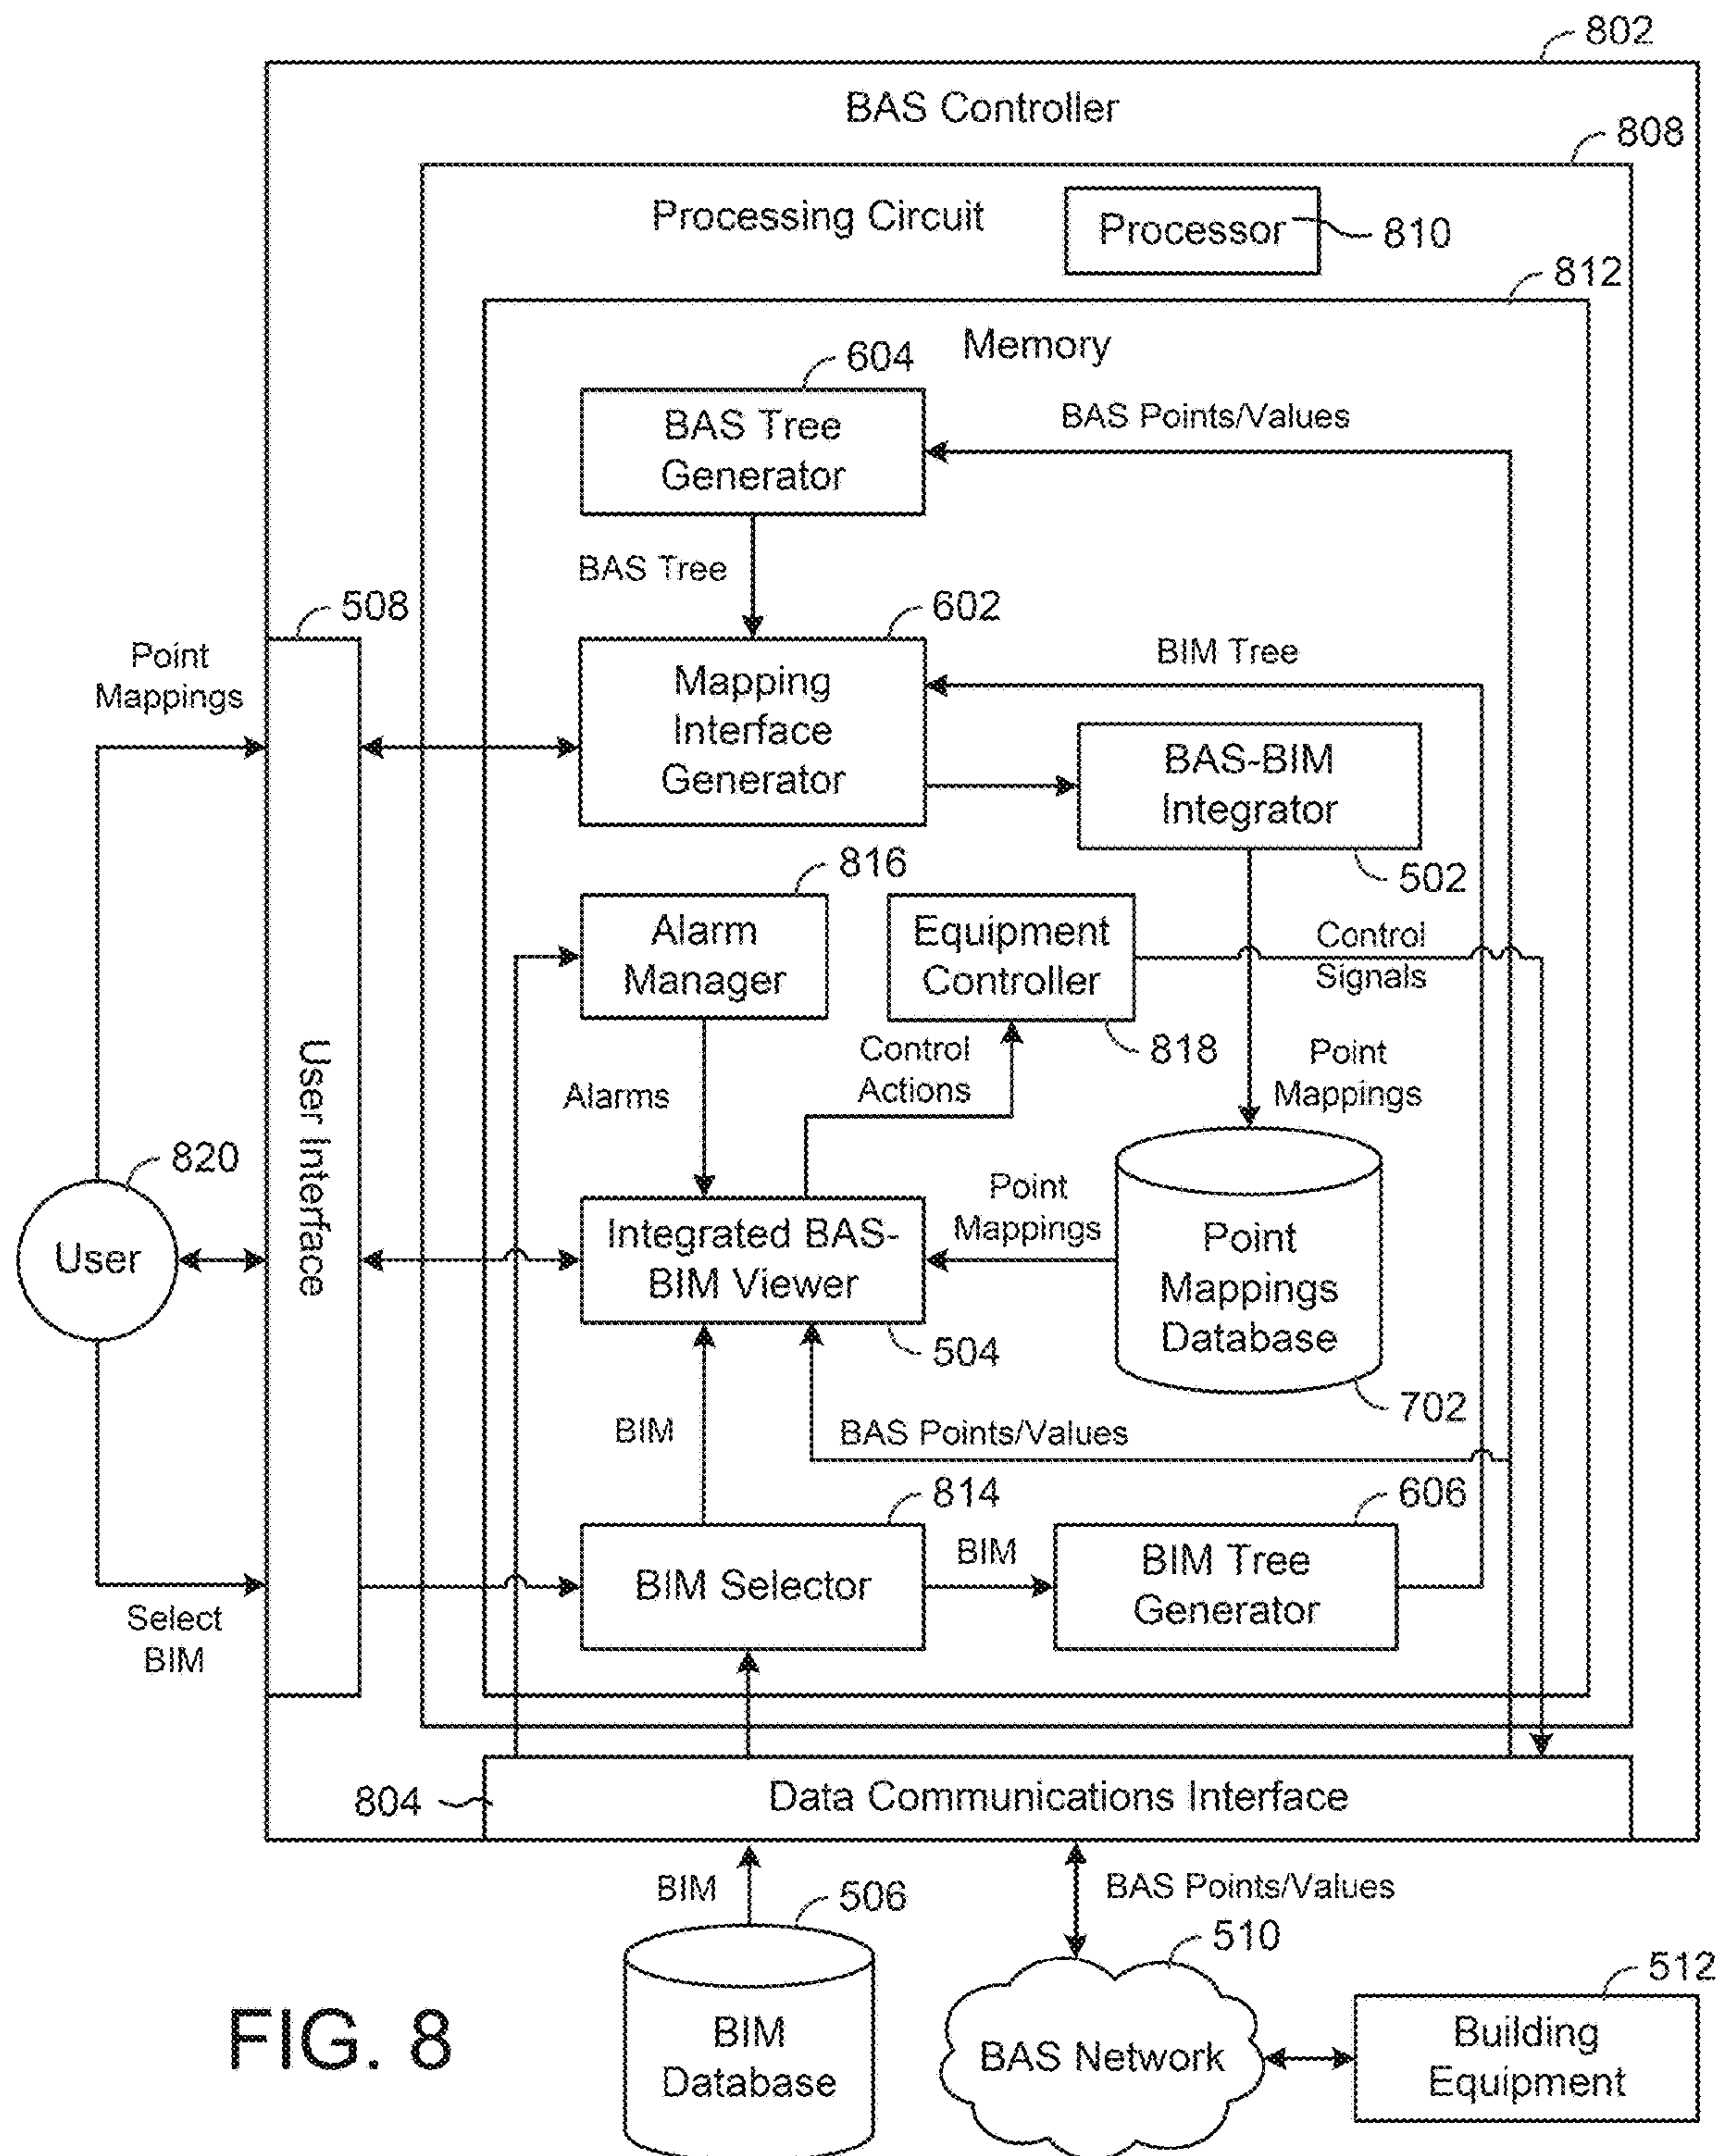 802
BAS Controller
808
Processing Circuit
Processor
810
812
Memory
604
BAS Tree
Generator
BAS Points/Values
BAS Tree
508
602
Point
Mappings
BIM Tree
Mapping
Interface
Generator
BAS-BIM
Integrator
502
816
Alarm
Manager
Equipment
Controller
Control
Signals
818
Control
Actions
Point
Mappings
Alarms
User Interface
820
User
Integrated BAS-
BIM Viewer
504
Point
Mappings
Point
Mappings
Database
702
BIM
BAS Points/Values
814
606
BIM Selector
BIM
BIM Tree
Generator
Select
BIM
804
Data Communications Interface
BIM
506
BAS Points/Values
510
512
BIM
Database
BAS Network
Building
Equipment
FIG. 8